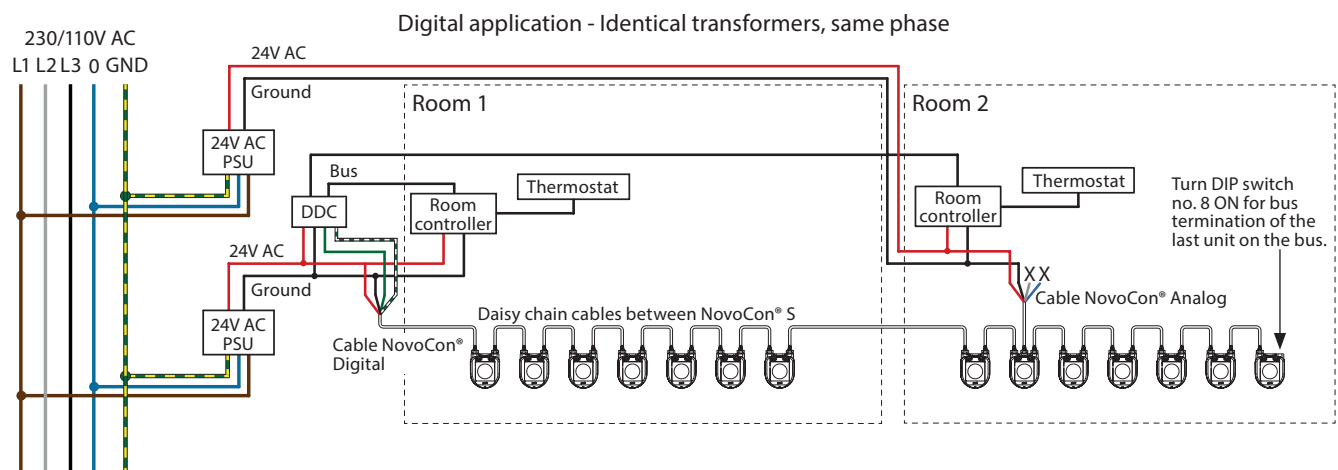 Digital application - Identical transformers, same phase
230/110V AC
L1 L2 L3 0 GND
24V AC
Ground
24V AC
PSU
Room 1
Room 2
Bus
Thermostat
DDC
Room
controller
Thermostat
Room
controller
Turn DIP switch
no. 8 ON for bus
termination of the
last unit on the bus.
24V AC
Ground
24V AC
PSU
X X
Cable NovoCon® Analog
Daisy chain cables between NovoCon® S
Cable NovoCon®
Digital